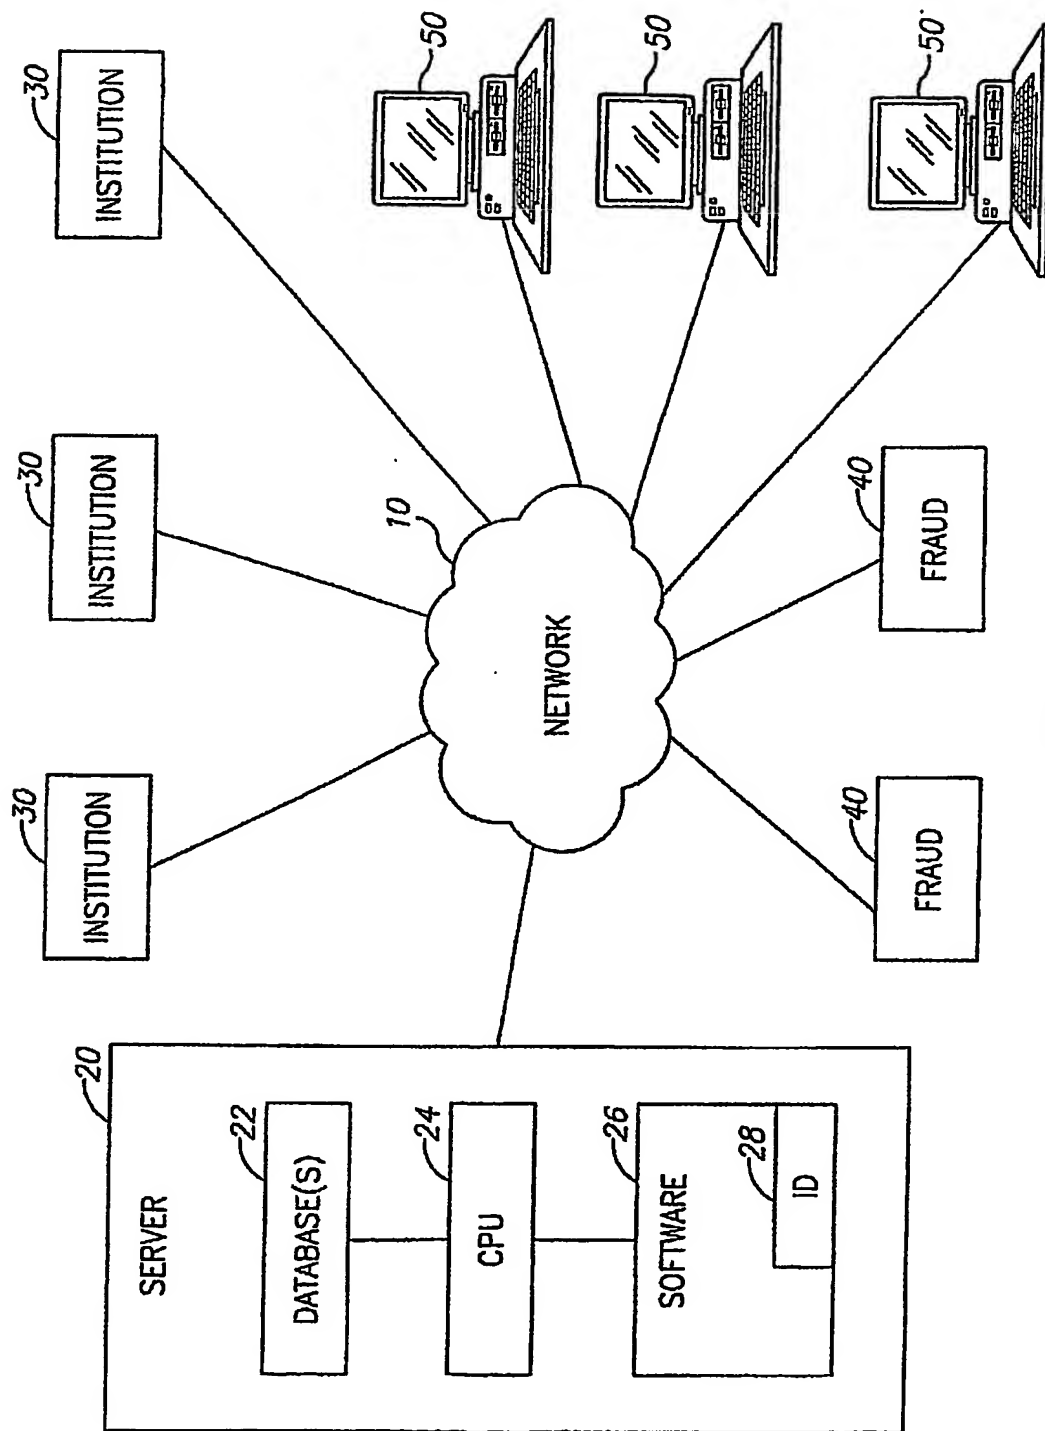 20
SERVER
22
DATABASE(S)
24
CPU
26
SOFTWARE
28
ID
30
INSTITUTION
30
INSTITUTION
30
INSTITUTION
10
NETWORK
40
FRAUD
40
FRAUD
50
50
50